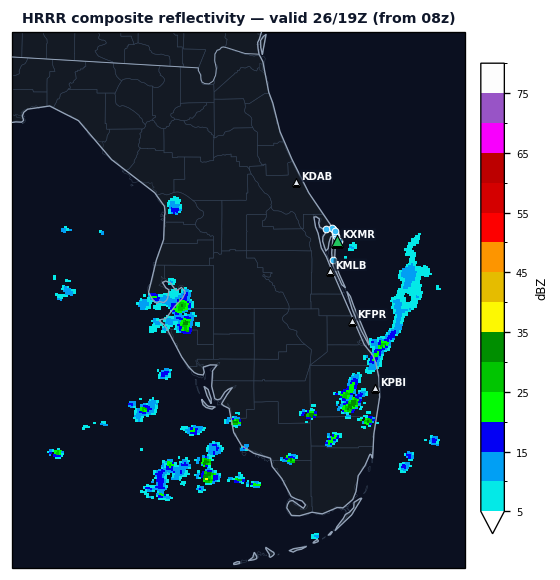 HRRR composite reflectivity — valid 26/19Z (from 08z)
KDAB
KXMR
KMLB
KFPR
KPBI
75
65
55
45
35
25
15
5
dBZ